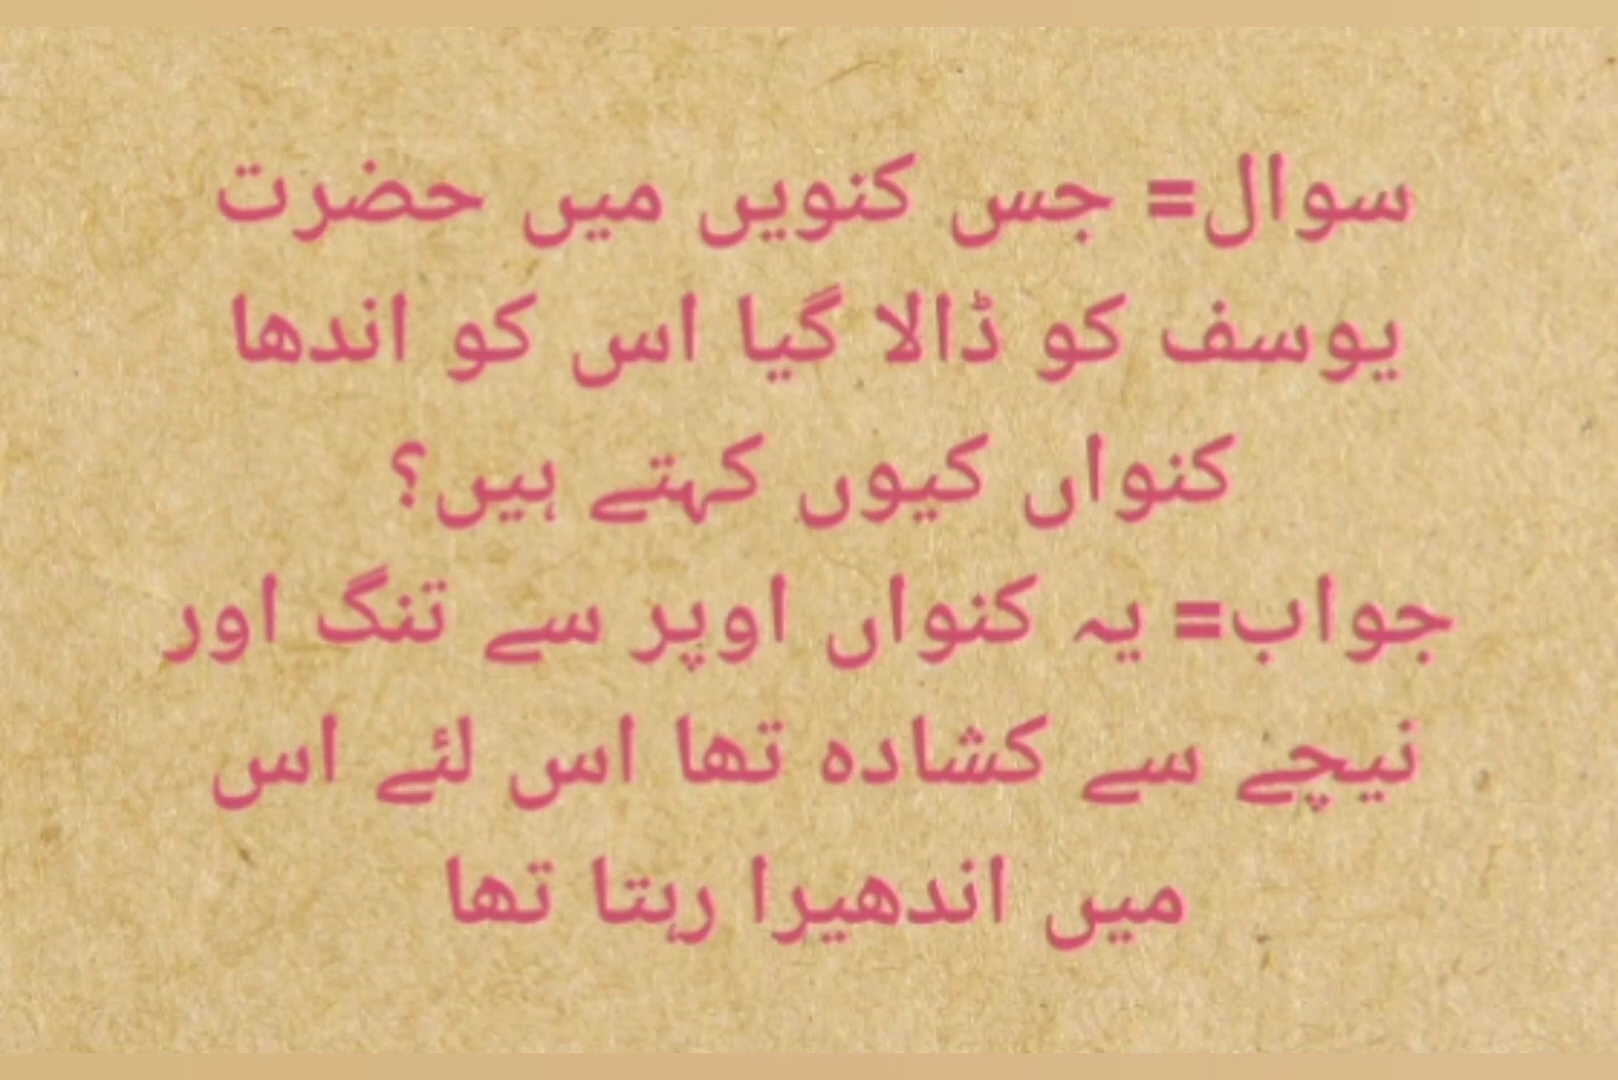 سوال= جس کنویں میں حضرت
یوسف کو ڈالا گیا اس کو اندھا
کنواں کیوں کہتے ہیں؟
جواب= یہ کنواں اوپر سے تنگ اور
نیچے سے کشادہ تھا اس لئے اس
میں اندھیرا رہتا تھا